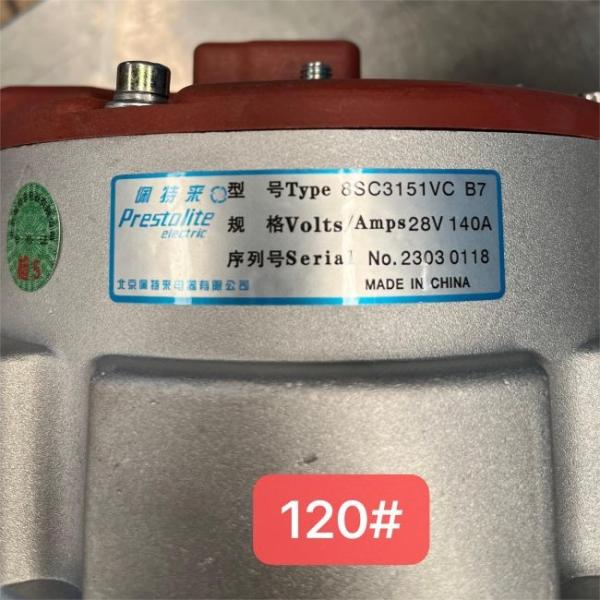 佩特来 型 号Type 8SC3151VC B7
Prestolite electric 规 格Volts/Amps28V 140A
序列号Serial No. 2303 0118
北京佩特来电器有限公司 MADE IN CHINA
120#